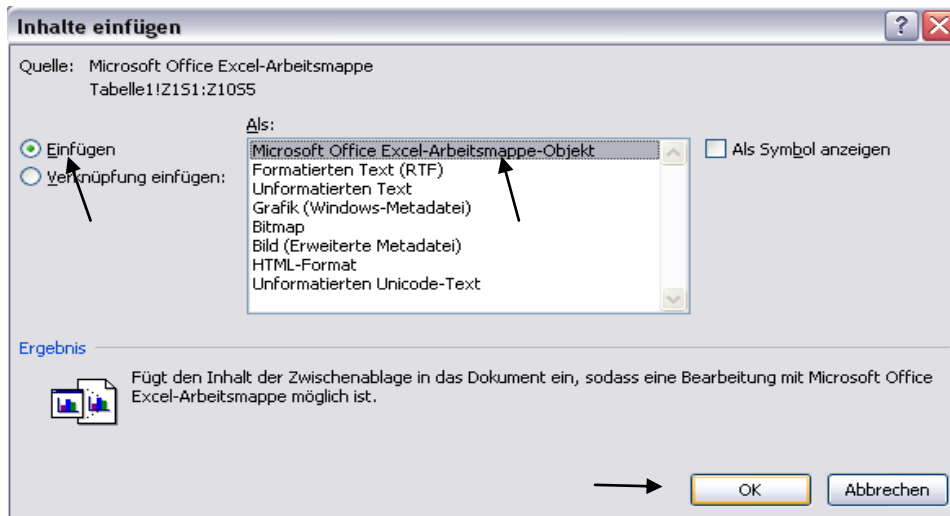 Inhalte einfügen
Quelle: Microsoft Office Excel-Arbeitsmappe
Tabelle1!Z1S1:Z10S5
Als:
Einfügen
Verknüpfung einfügen:
Microsoft Office Excel-Arbeitsmappe-Objekt
Formatierten Text (RTF)
Unformatierten Text
Grafik (Windows-Metadatei)
Bitmap
Bild (Erweiterte Metadatei)
HTML-Format
Unformatierten Unicode-Text
Als Symbol anzeigen
Ergebnis
Fügt den Inhalt der Zwischenablage in das Dokument ein, sodass eine Bearbeitung mit Microsoft Office
Excel-Arbeitsmappe möglich ist.
OK
Abbrechen